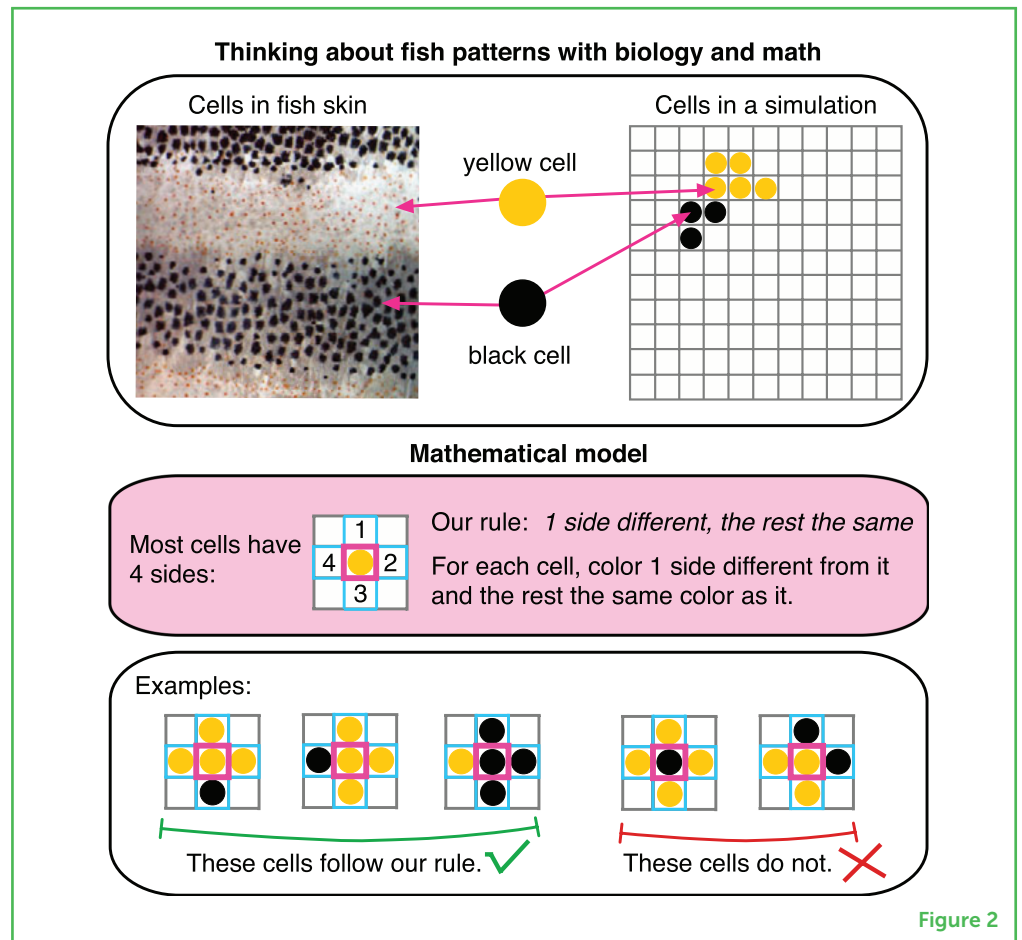 Thinking about fish patterns with biology and math
Cells in fish skin
Cells in a simulation
yellow cell
black cell
Mathematical model
Most cells have
4 sides:
1
4 2
3
Our rule: 1 side different, the rest the same
For each cell, color 1 side different from it
and the rest the same color as it.
Examples:
These cells follow our rule.
These cells do not.
Figure 2